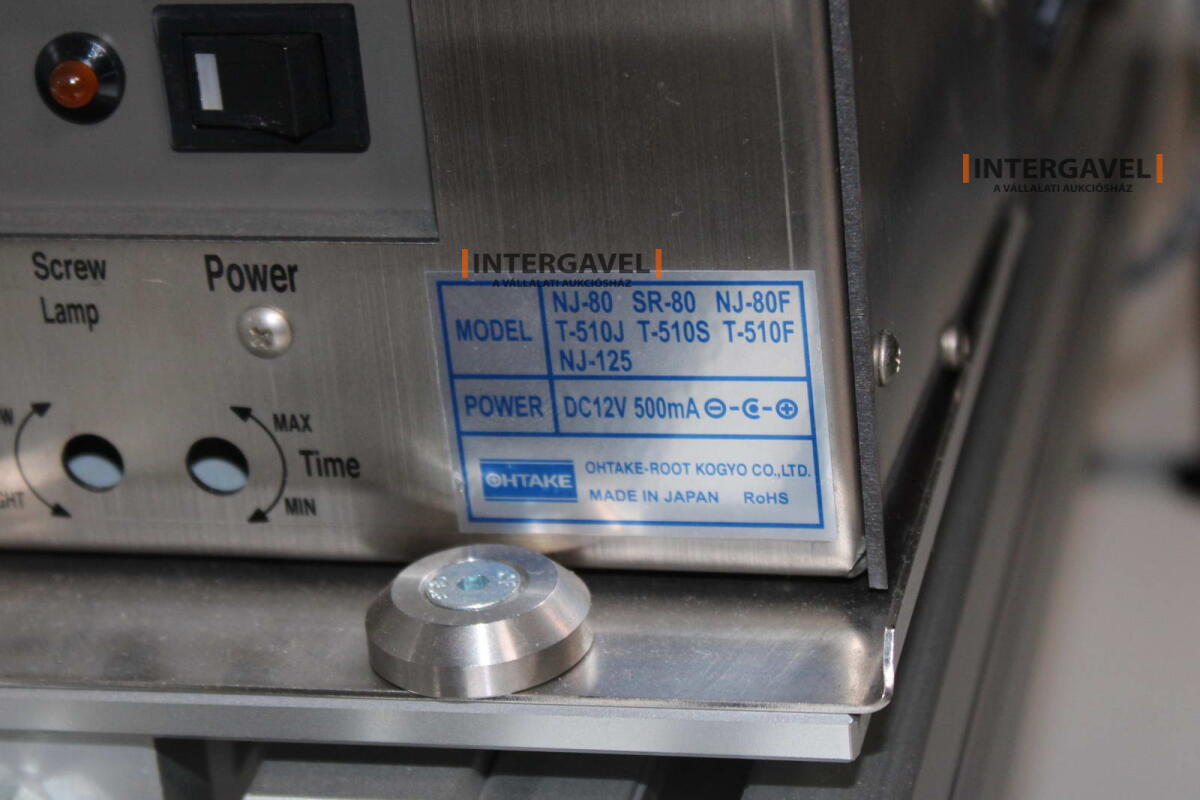 INTERGAVEL
A VÁLLALATI AUKCIÓSHÁZ
Screw
Lamp
Power
INTERGAVEL
A VÁLLALATI AUKCIÓSHÁZ
MODEL
NJ-80 SR-80 NJ-80F
T-510J T-510S T-510F
NJ-125
POWER
DC12V 500mA
OHTAKE
OHTAKE-ROOT KOGYO CO.,LTD.
MADE IN JAPAN RoHS
MAX
Time
MIN